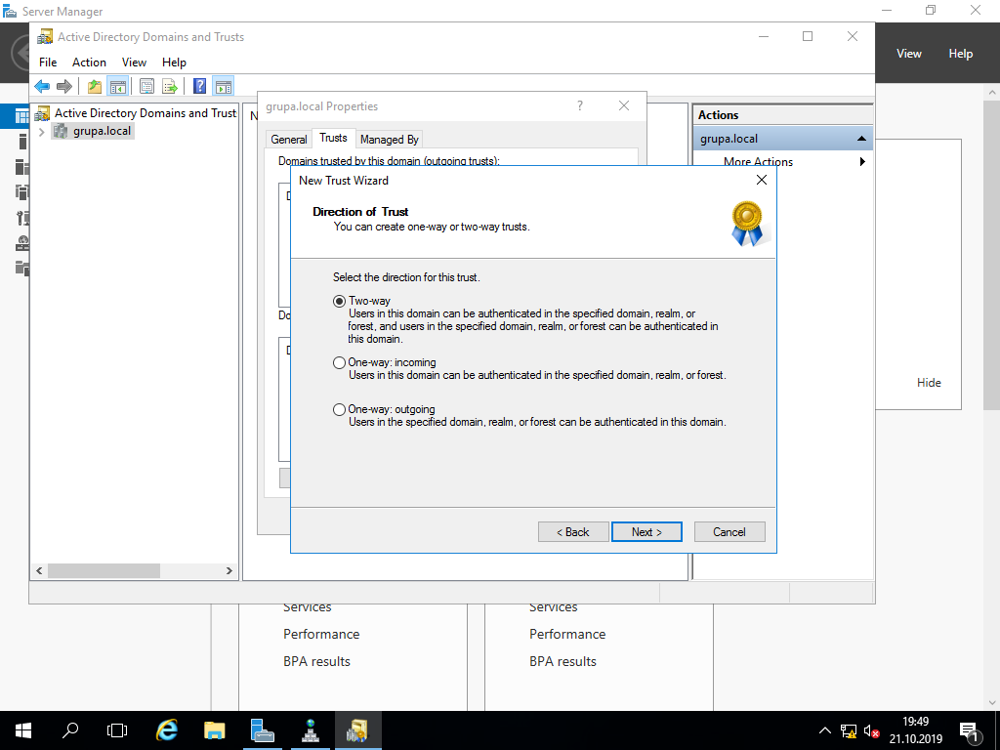 Server Manager
Active Directory Domains and Trusts
File Action View Help
View Help
Active Directory Domains and Trust
grupa.local
N
grupa.local Properties
?
General Trusts Managed By
Domains trusted by this domain (outgoing trusts):
Actions
grupa.local
More Actions
New Trust Wizard
Direction of Trust
You can create one-way or two-way trusts.
Select the direction for this trust.
Two-way
Users in this domain can be authenticated in the specified domain, realm, or
forest, and users in the specified domain, realm, or forest can be authenticated in
this domain.
One-way: incoming
Users in this domain can be authenticated in the specified domain, realm, or forest.
One-way: outgoing
Users in the specified domain, realm, or forest can be authenticated in this domain.
< Back Next > Cancel
Do
Hide
Services
Performance
BPA results
Services
Performance
BPA results
19:49
21.10.2019
1